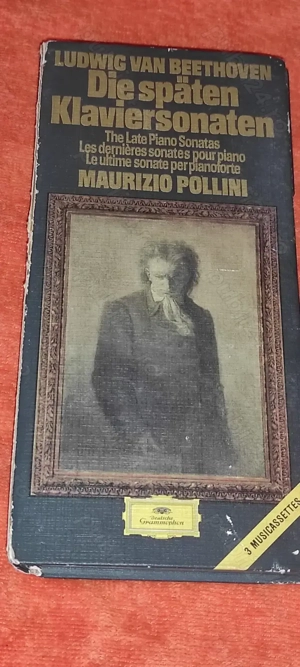 LUDWIG VAN BEETHOVEN
Die späten
Klaviersonaten
The Late Piano Sonatas
Les dernières sonates pour piano
Le ultime sonate per pianoforte
MAURIZIO POLLINI
Deutsche
Grammophon
3 MUSICASSETTES